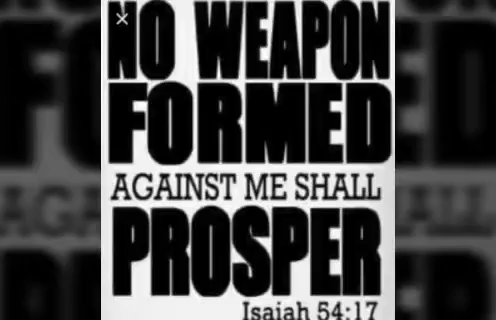 NO WEAPON
FORMED
AGAINST ME SHALL
PROSPER
Isaiah 54:17